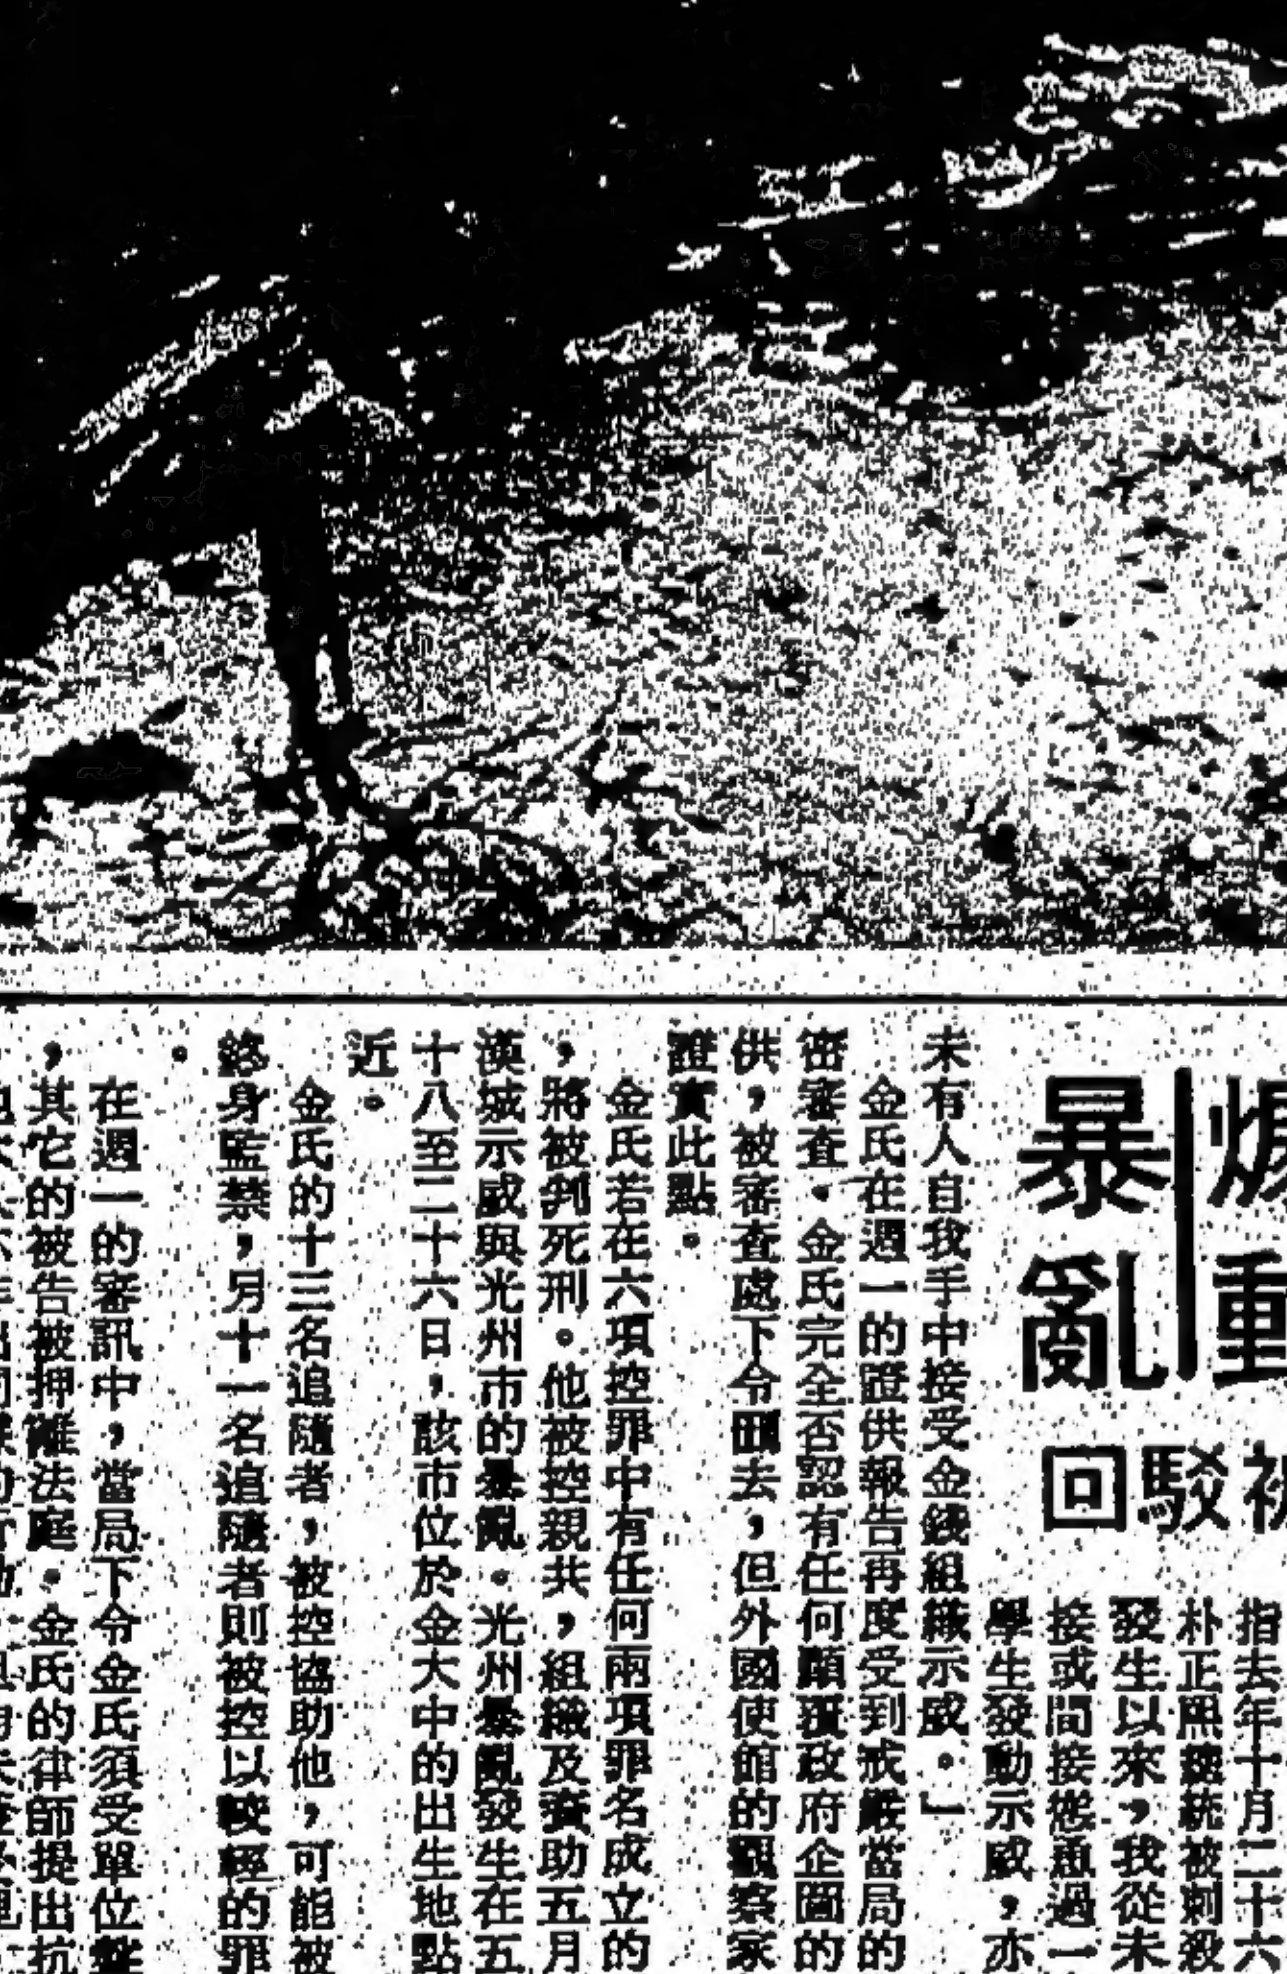 煽動
暴亂
駁回
指去年十月二十六
朴正熙總統被刺殺
發生以來，我從未
接或間接慫恿過一
學生發動示威，亦
未有人自我手中接受金錢組織示威。」
金氏在週一的證供報告再度受到戒嚴當局的
密審查。金氏完全否認有任何顛覆政府企圖的
供，被審查處下令刪去，但外國使館的觀察家
證實此點。
金氏若在六項控罪中有任何兩項罪名成立的
，將被判死刑。他被控親共，組織及資助五月
漢城示威與光州市的暴亂。光州暴亂發生在五
十八至二十六日，該市位於金大中的出生地點
近。
金氏的十三名追隨者，被控協助他，可能被
終身監禁，月十一名追隨者則被控以較輕的罪
。
在週一的審訊中，當局下令金氏須受單位
，其它的被告被押離法庭。金氏的律師提出抗